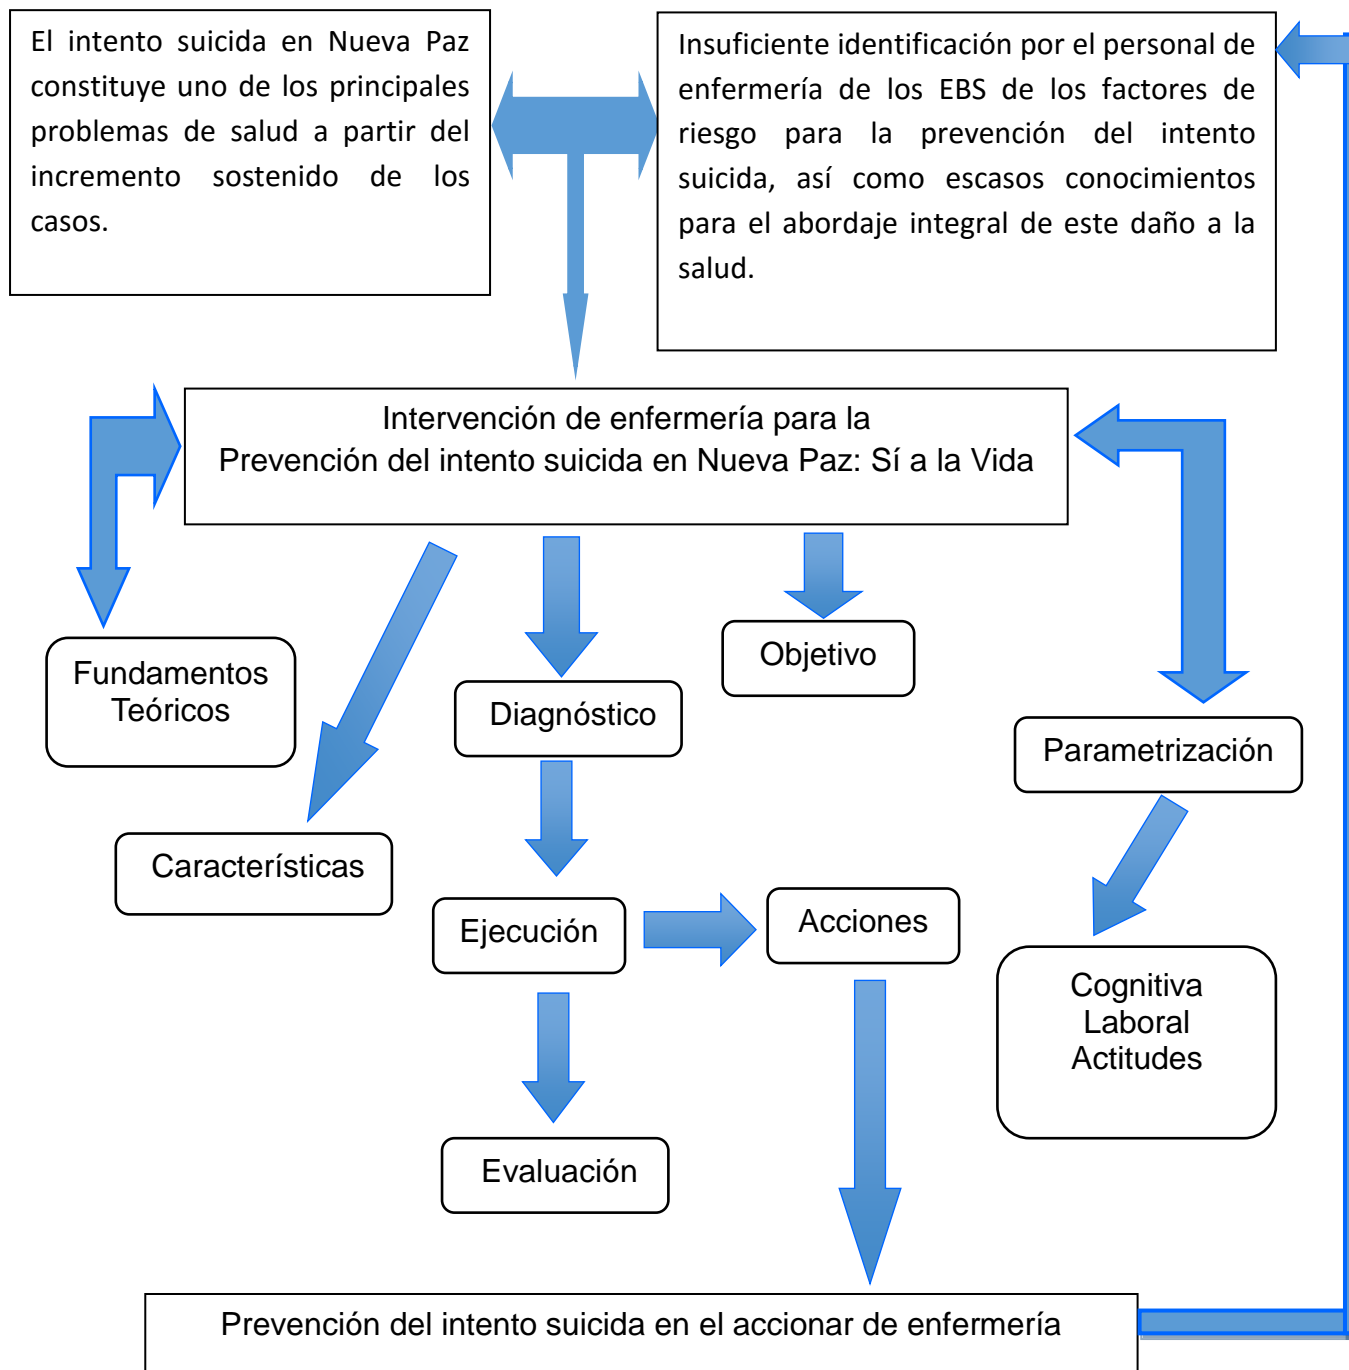 El intento suicida en Nueva Paz
constituye uno de los principales
problemas de salud a partir del
incremento sostenido de los
casos.
Insuficiente identificación por el personal de
enfermería de los EBS de los factores de
riesgo para la prevención del intento
suicida, así como escasos conocimientos
para el abordaje integral de este daño a la
salud.
Intervención de enfermería para la
Prevención del intento suicida en Nueva Paz: Sí a la Vida
Fundamentos
Teóricos
Características
Diagnóstico
Objetivo
Parametrización
Ejecución
Acciones
Cognitiva
Laboral
Actitudes
Evaluación
Prevención del intento suicida en el accionar de enfermería